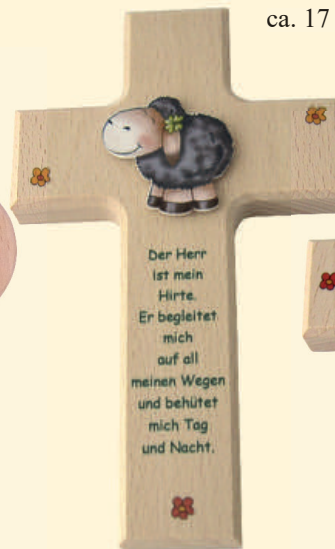 ca. 17
Der Herr
ist mein
Hirte.
Er begleitet
mich
auf all
meinen Wegen
und behütet
mich Tag
und Nacht.